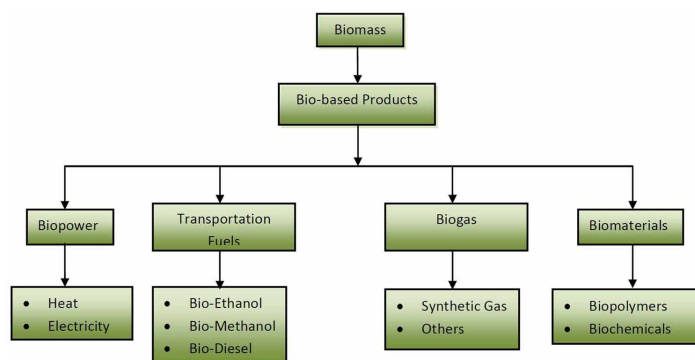 Biomass
Bio-based Products
Biopower
Transportation
Fuels
Biogas
Biomaterials
• Heat
• Electricity
• Bio-Ethanol
• Bio-Methanol
• Bio-Diesel
• Synthetic Gas
• Others
• Biopolymers
• Biochemicals